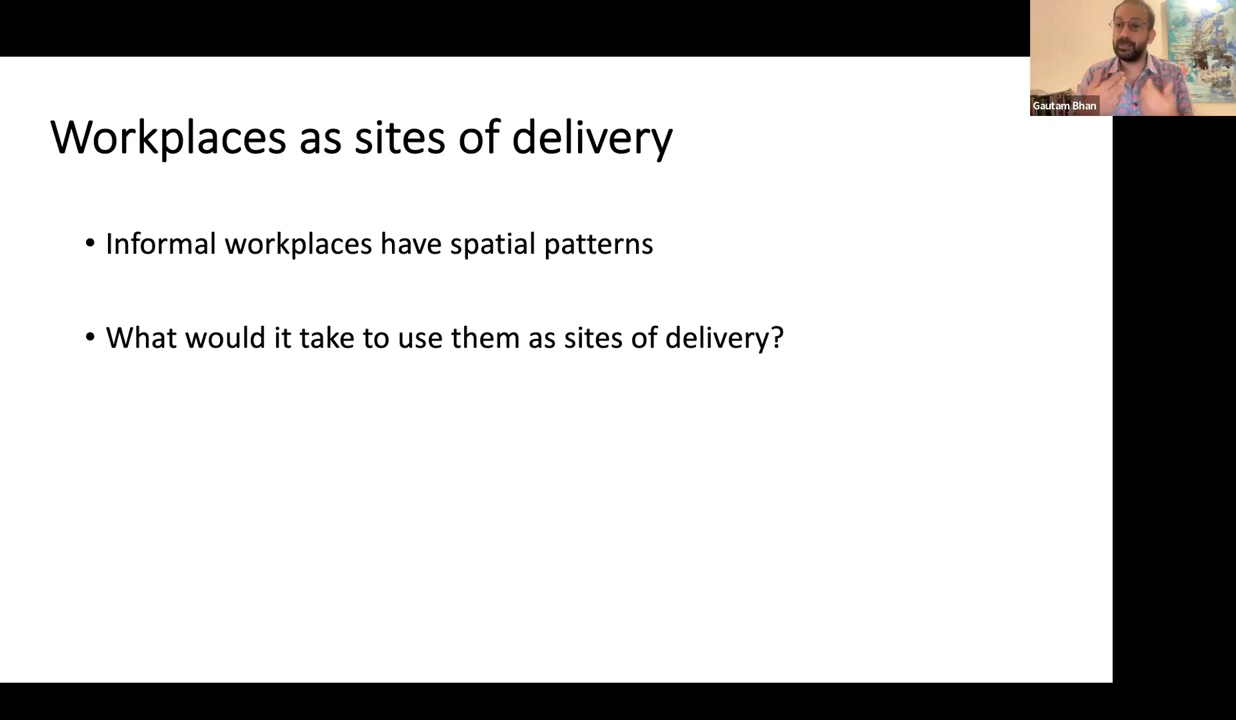 Gautam Bhan
Workplaces as sites of delivery
• Informal workplaces have spatial patterns
• What would it take to use them as sites of delivery?